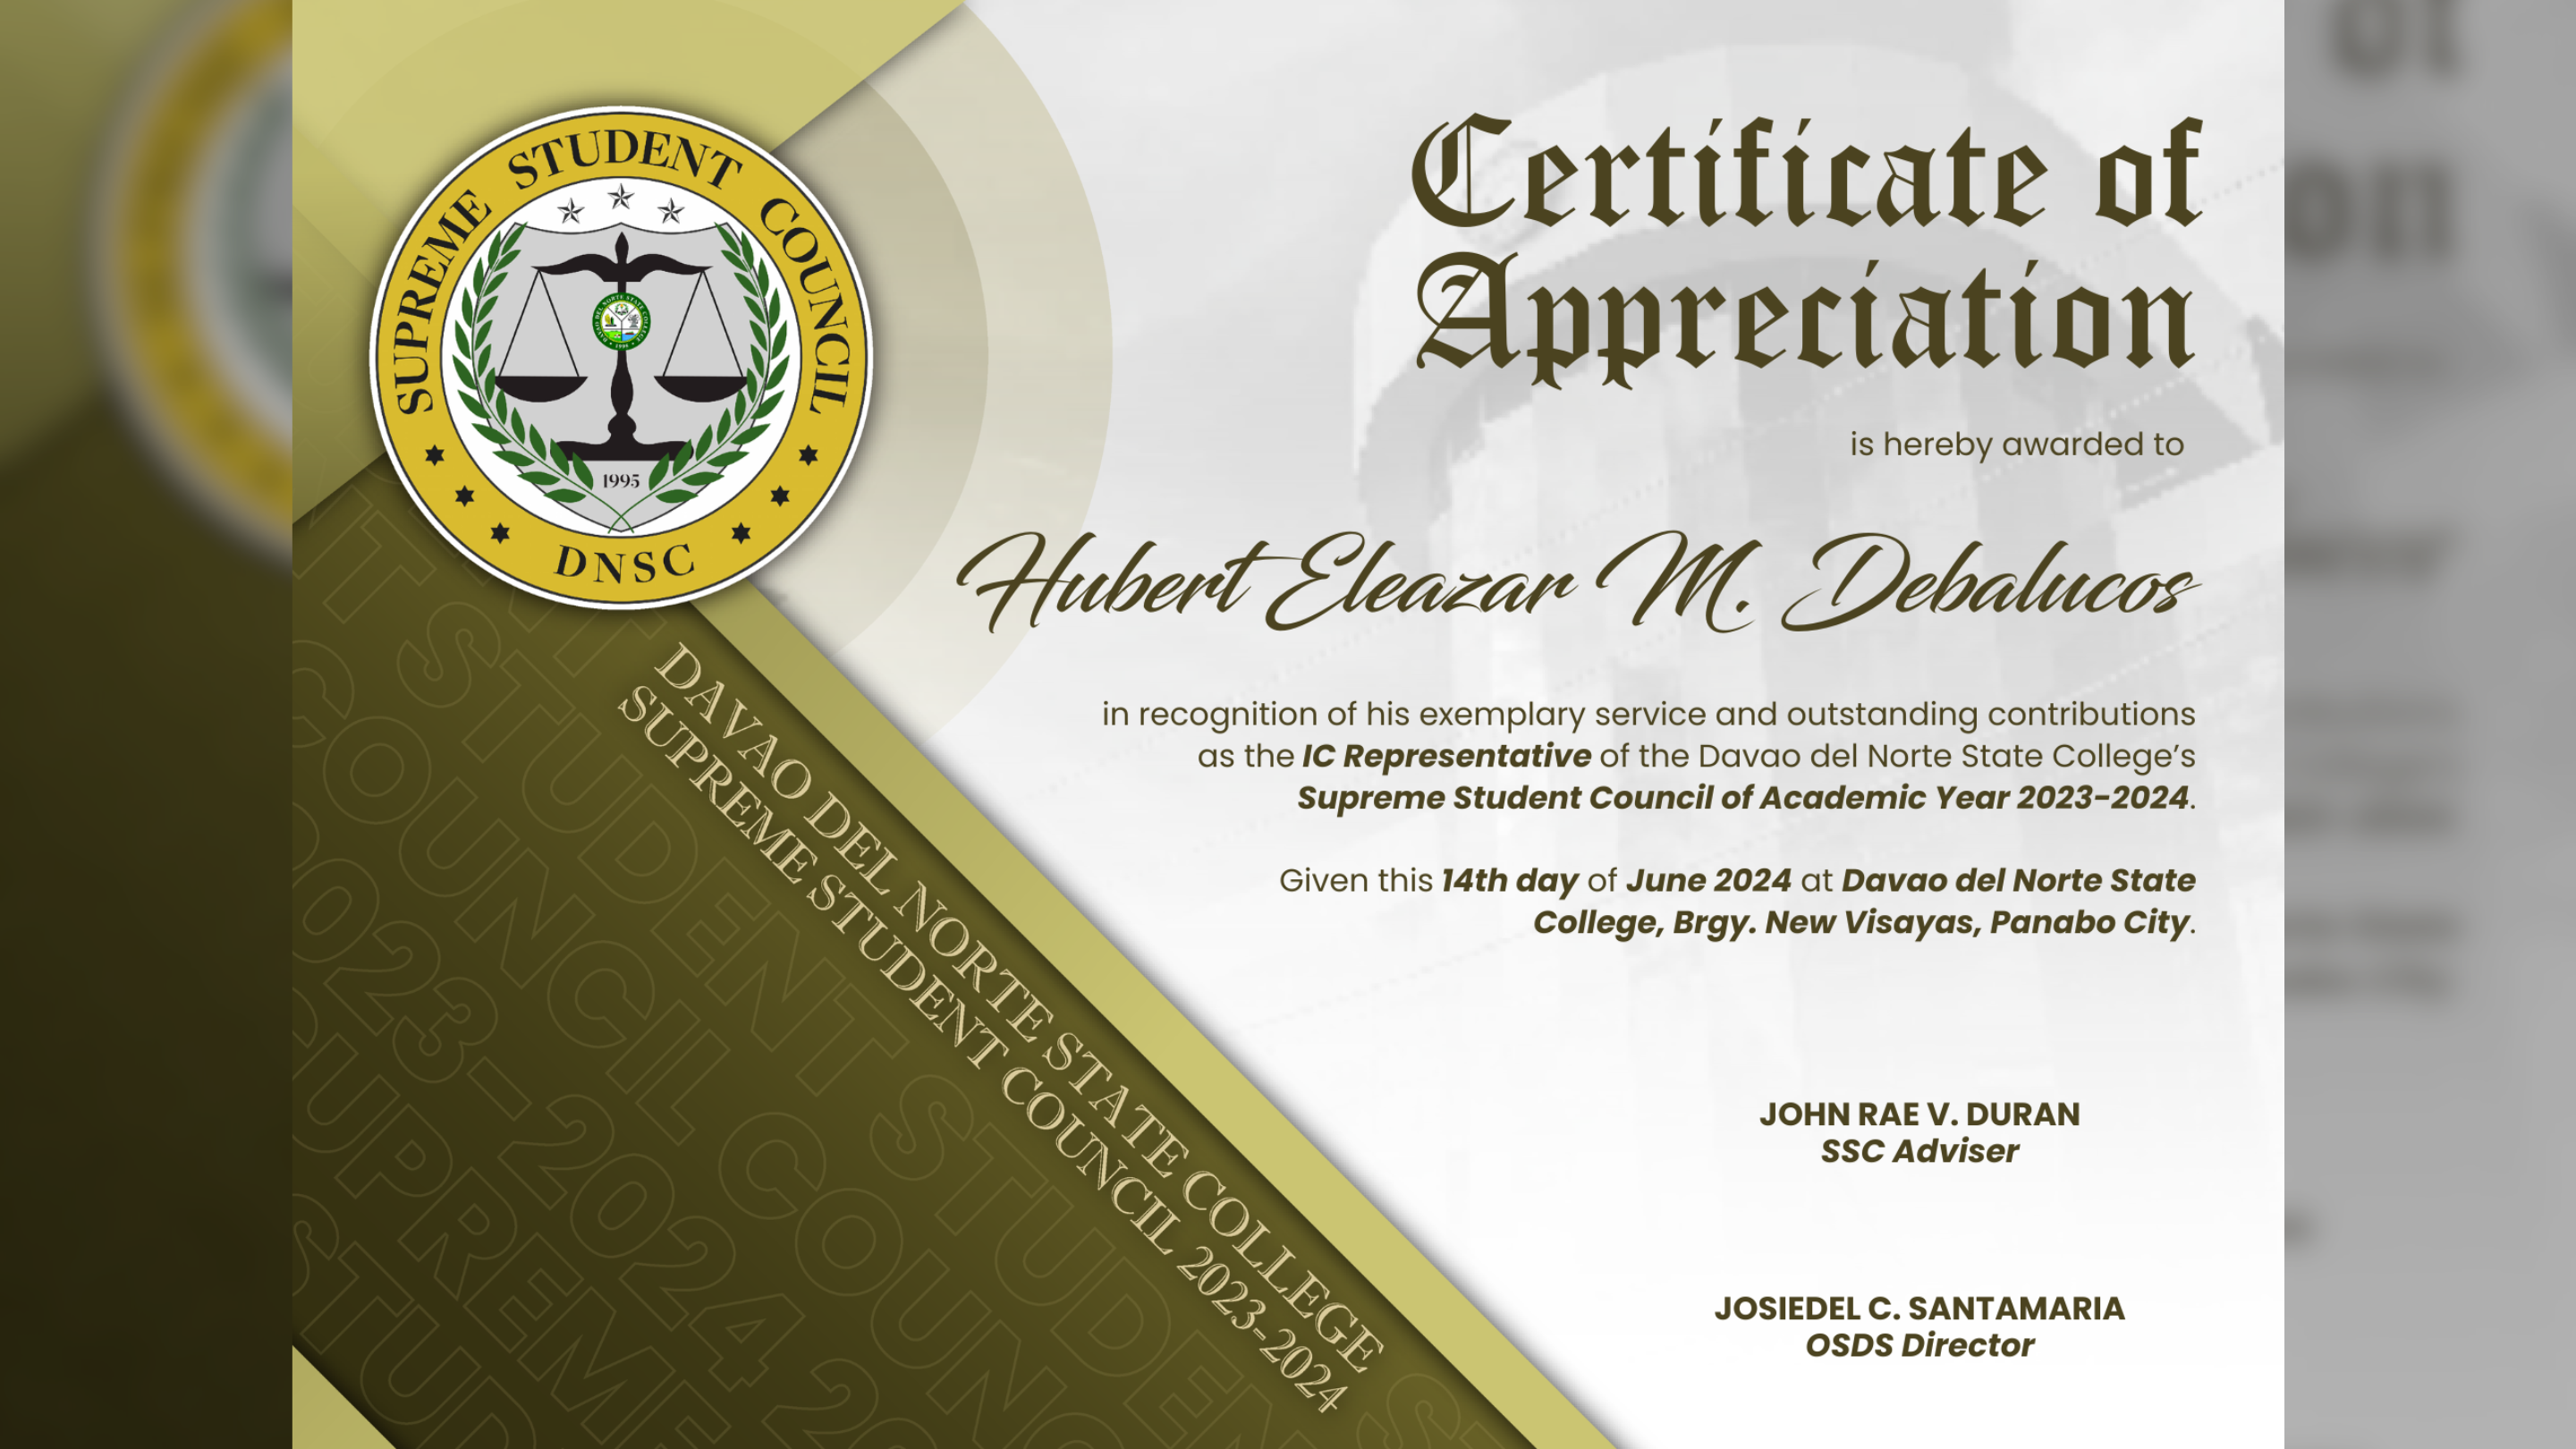 SUPREME STUDENT COUNCIL
1995
DNSC
Certificate of
Appreciation
is hereby awarded to
Hubert Eleazar M. Debalucos
in recognition of his exemplary service and outstanding contributions
as the IC Representative of the Davao del Norte State College’s
Supreme Student Council of Academic Year 2023-2024.
Given this 14th day of June 2024 at Davao del Norte State
College, Brgy. New Visayas, Panabo City.
JOHN RAE V. DURAN
SSC Adviser
JOSIEDEL C. SANTAMARIA
OSDS Director
DAVAO DEL NORTE STATE COLLEGE
SUPREME STUDENT COUNCIL 2023-2024